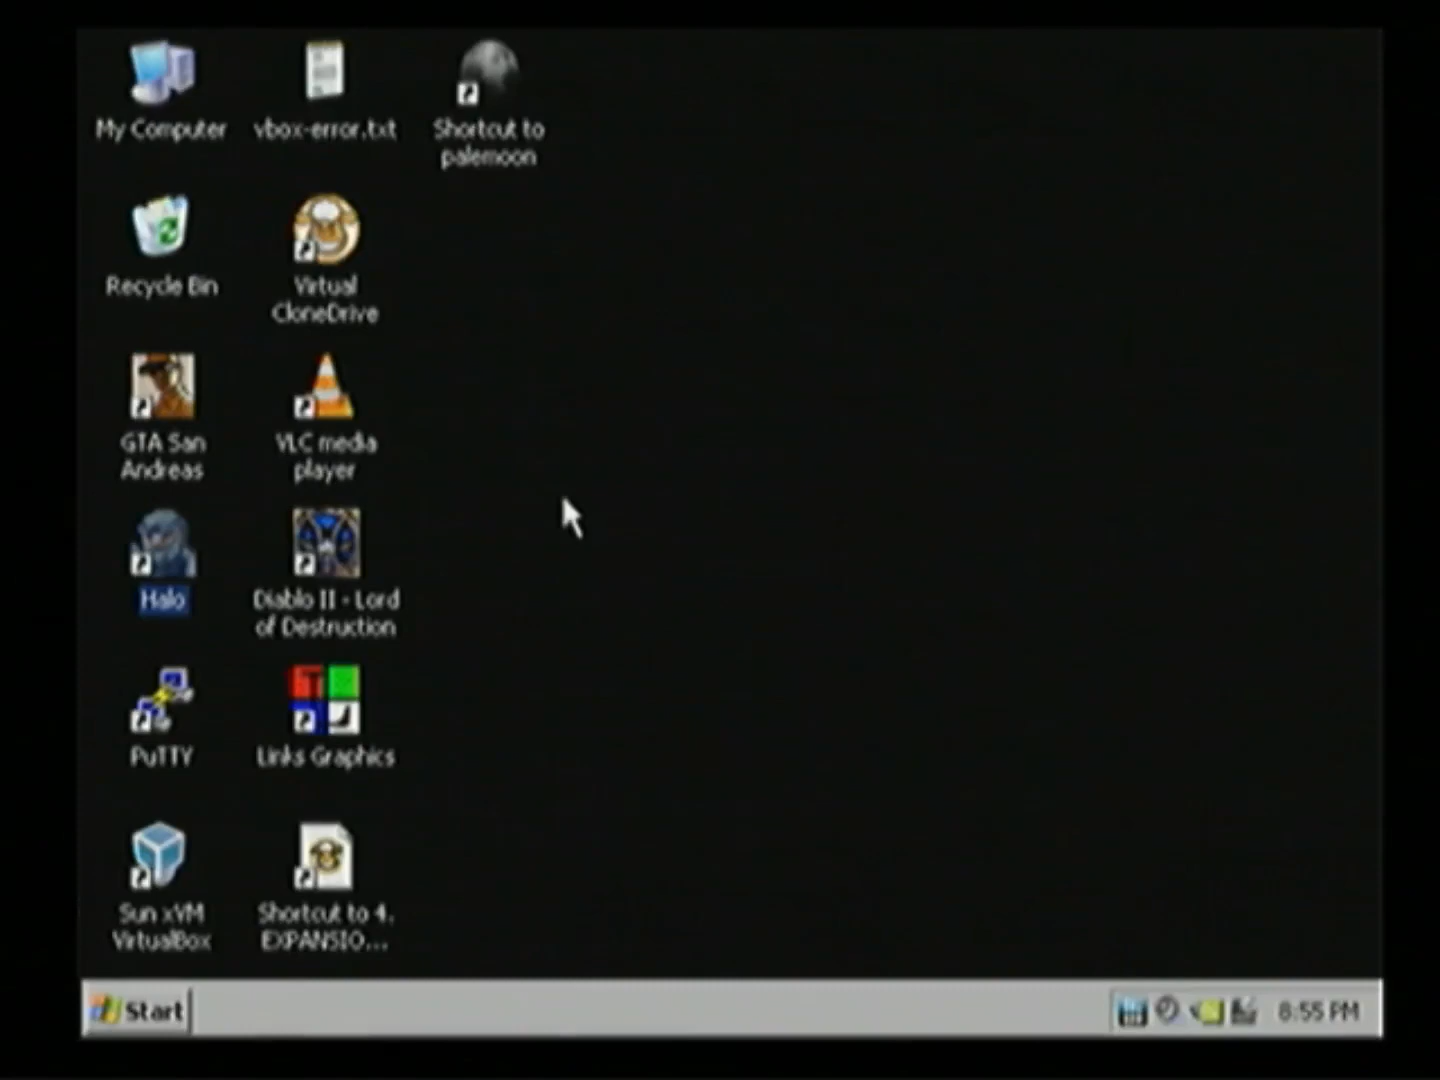 My Computer
vbox-error.txt
Shortcut to
palemoon
Recycle Bin
Virtual
CloneDrive
GTA San
Andreas
VLC media
player
Halo
Diablo II - Lord
of Destruction
PuTTY
Links Graphics
Sun xVM
VirtualBox
Shortcut to 4.
EXPANSIO...
Start
8:55 PM